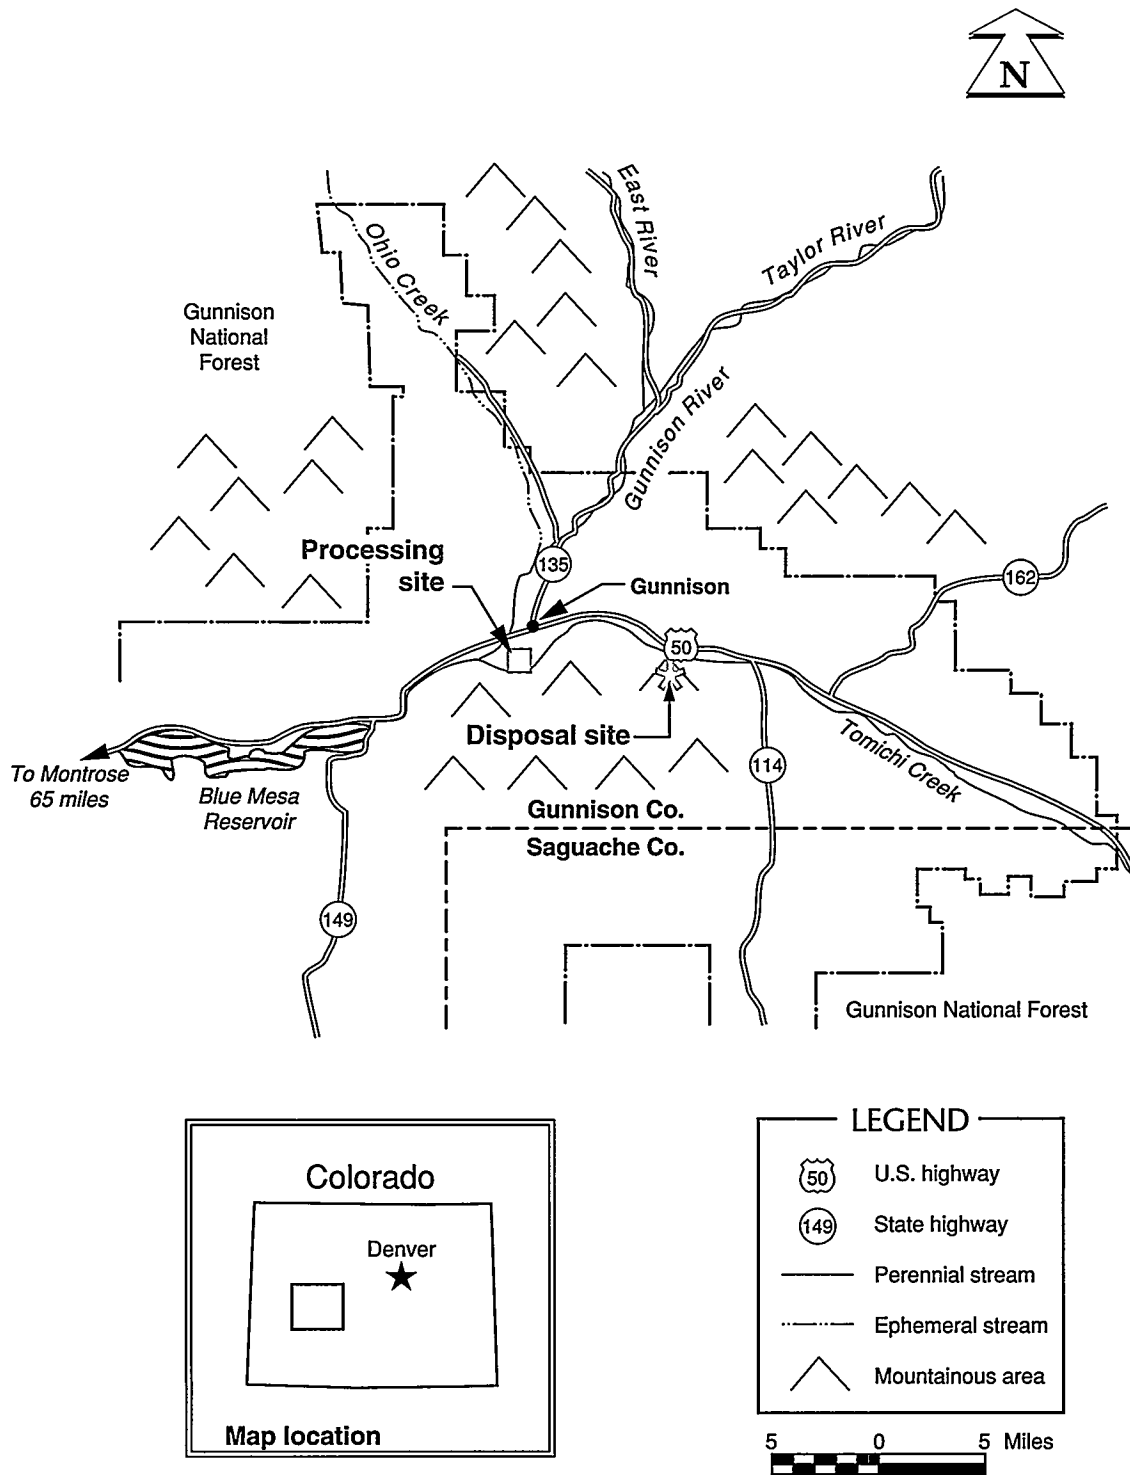 N
East River
Taylor River
Ohio Creek
Gunnison
National
Forest
Gunnison River
Processing
site
135
Gunnison
162
50
Disposal site
114
Tomichi Creek
To Montrose
65 miles
Blue Mesa
Reservoir
Gunnison Co.
Saguache Co.
149
Gunnison National Forest
Colorado
Denver
Map location
LEGEND
50 U.S. highway
149 State highway
Perennial stream
Ephemeral stream
Mountainous area
5 0 5 Miles